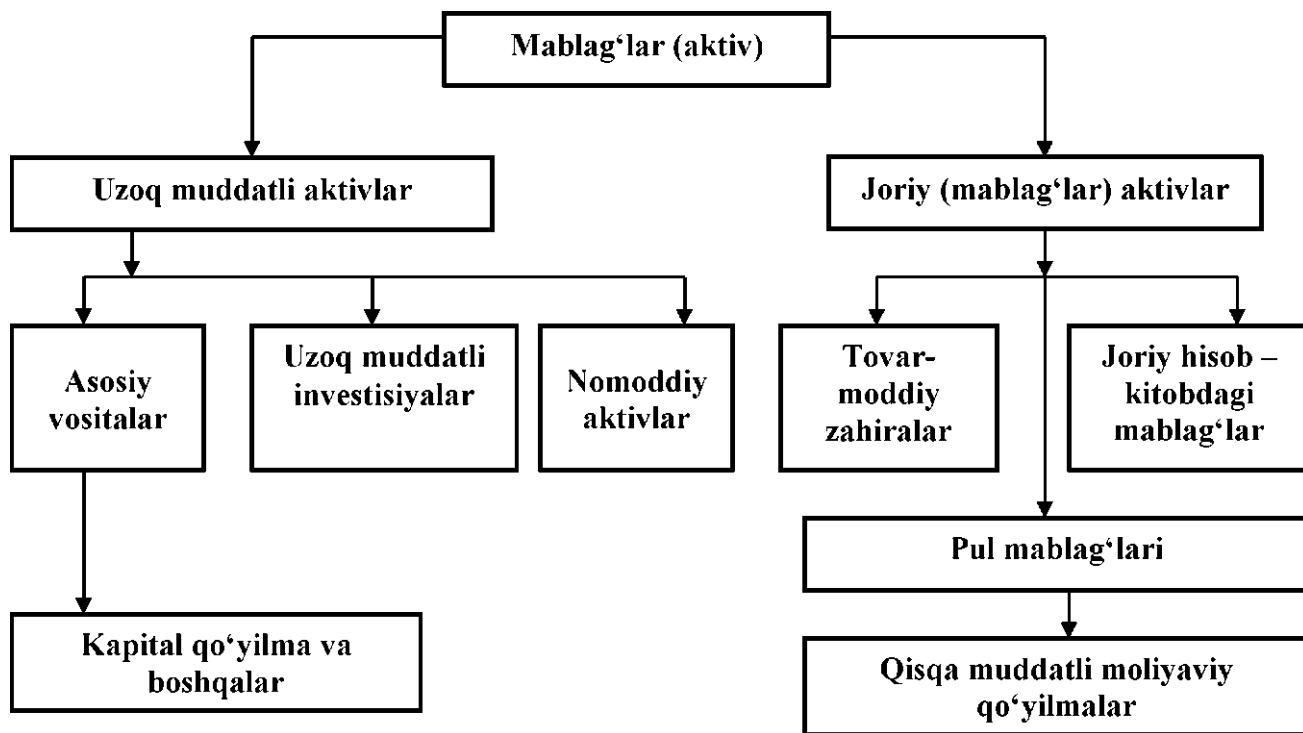 Mablag‘lar (aktiv)
Uzoq muddatli aktivlar
Joriy (mablag‘lar) aktivlar
Asosiy
vositalar
Uzoq muddatli
investisiyalar
Nomoddiy
aktivlar
Tovar-
moddiy
zahiralar
Joriy hisob –
kitobdagi
mablag‘lar
Pul mablag‘lari
Kapital qo‘yilma va
boshqalar
Qisqa muddatli moliyaviy
qo‘yilmalar